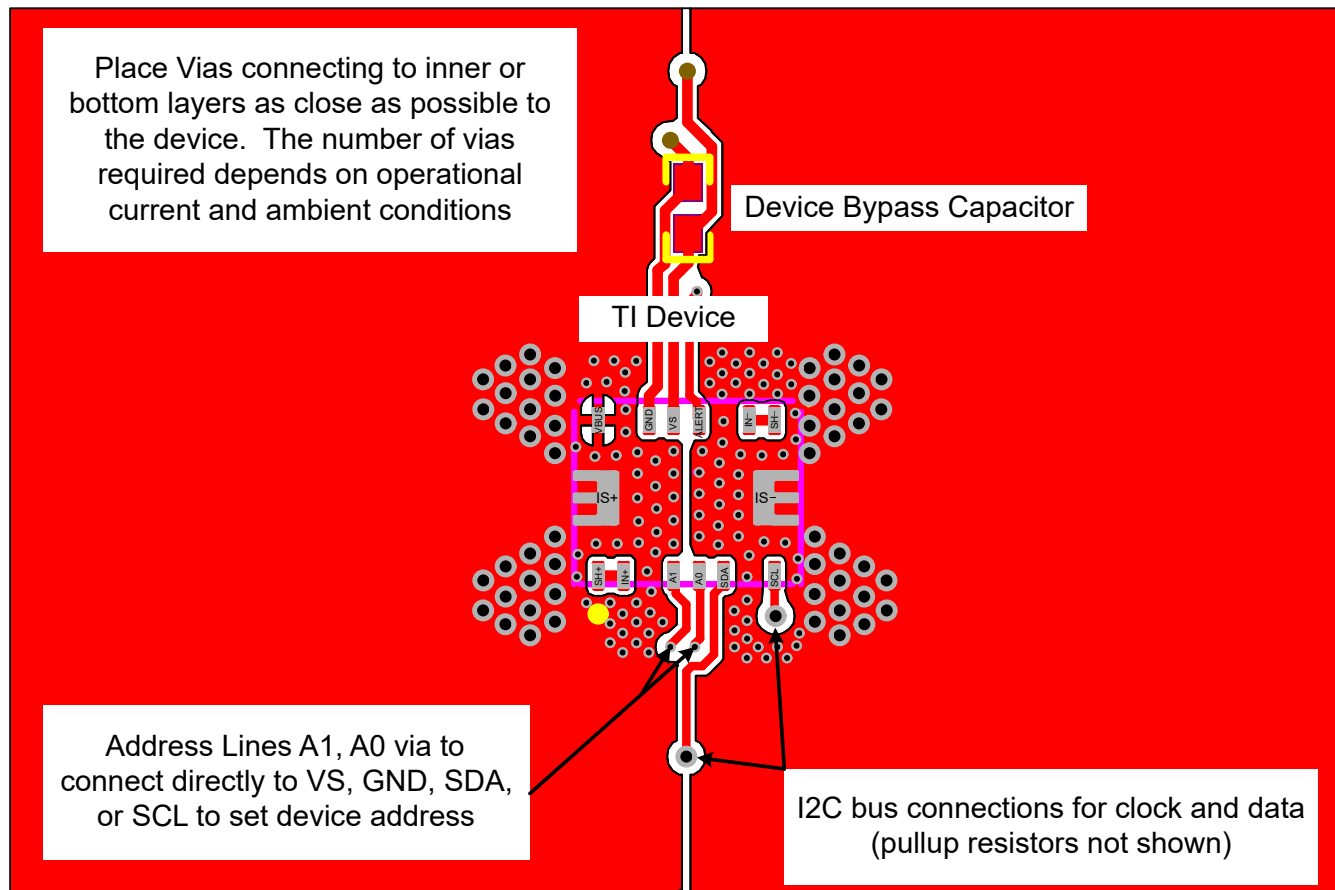 Place Vias connecting to inner or
bottom layers as close as possible to
the device.  The number of vias
required depends on operational
current and ambient conditions
Device Bypass Capacitor
TI Device
VBUS
GND
VS
ALERT
IN−
SH−
IS+
IS−
SH+
IN+
A1
A0
SDA
SCL
Address Lines A1, A0 via to
connect directly to VS, GND, SDA,
or SCL to set device address
I2C bus connections for clock and data
(pullup resistors not shown)